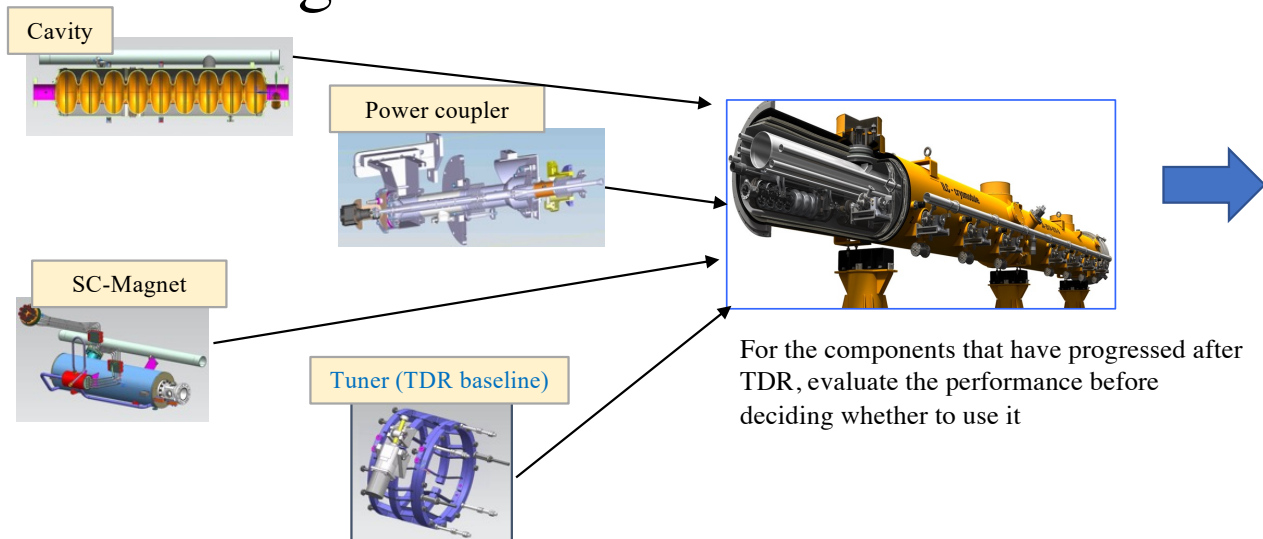 Cavity
Power coupler
SC-Magnet
Tuner (TDR baseline)
For the components that have progressed after
TDR, evaluate the performance before
deciding whether to use it